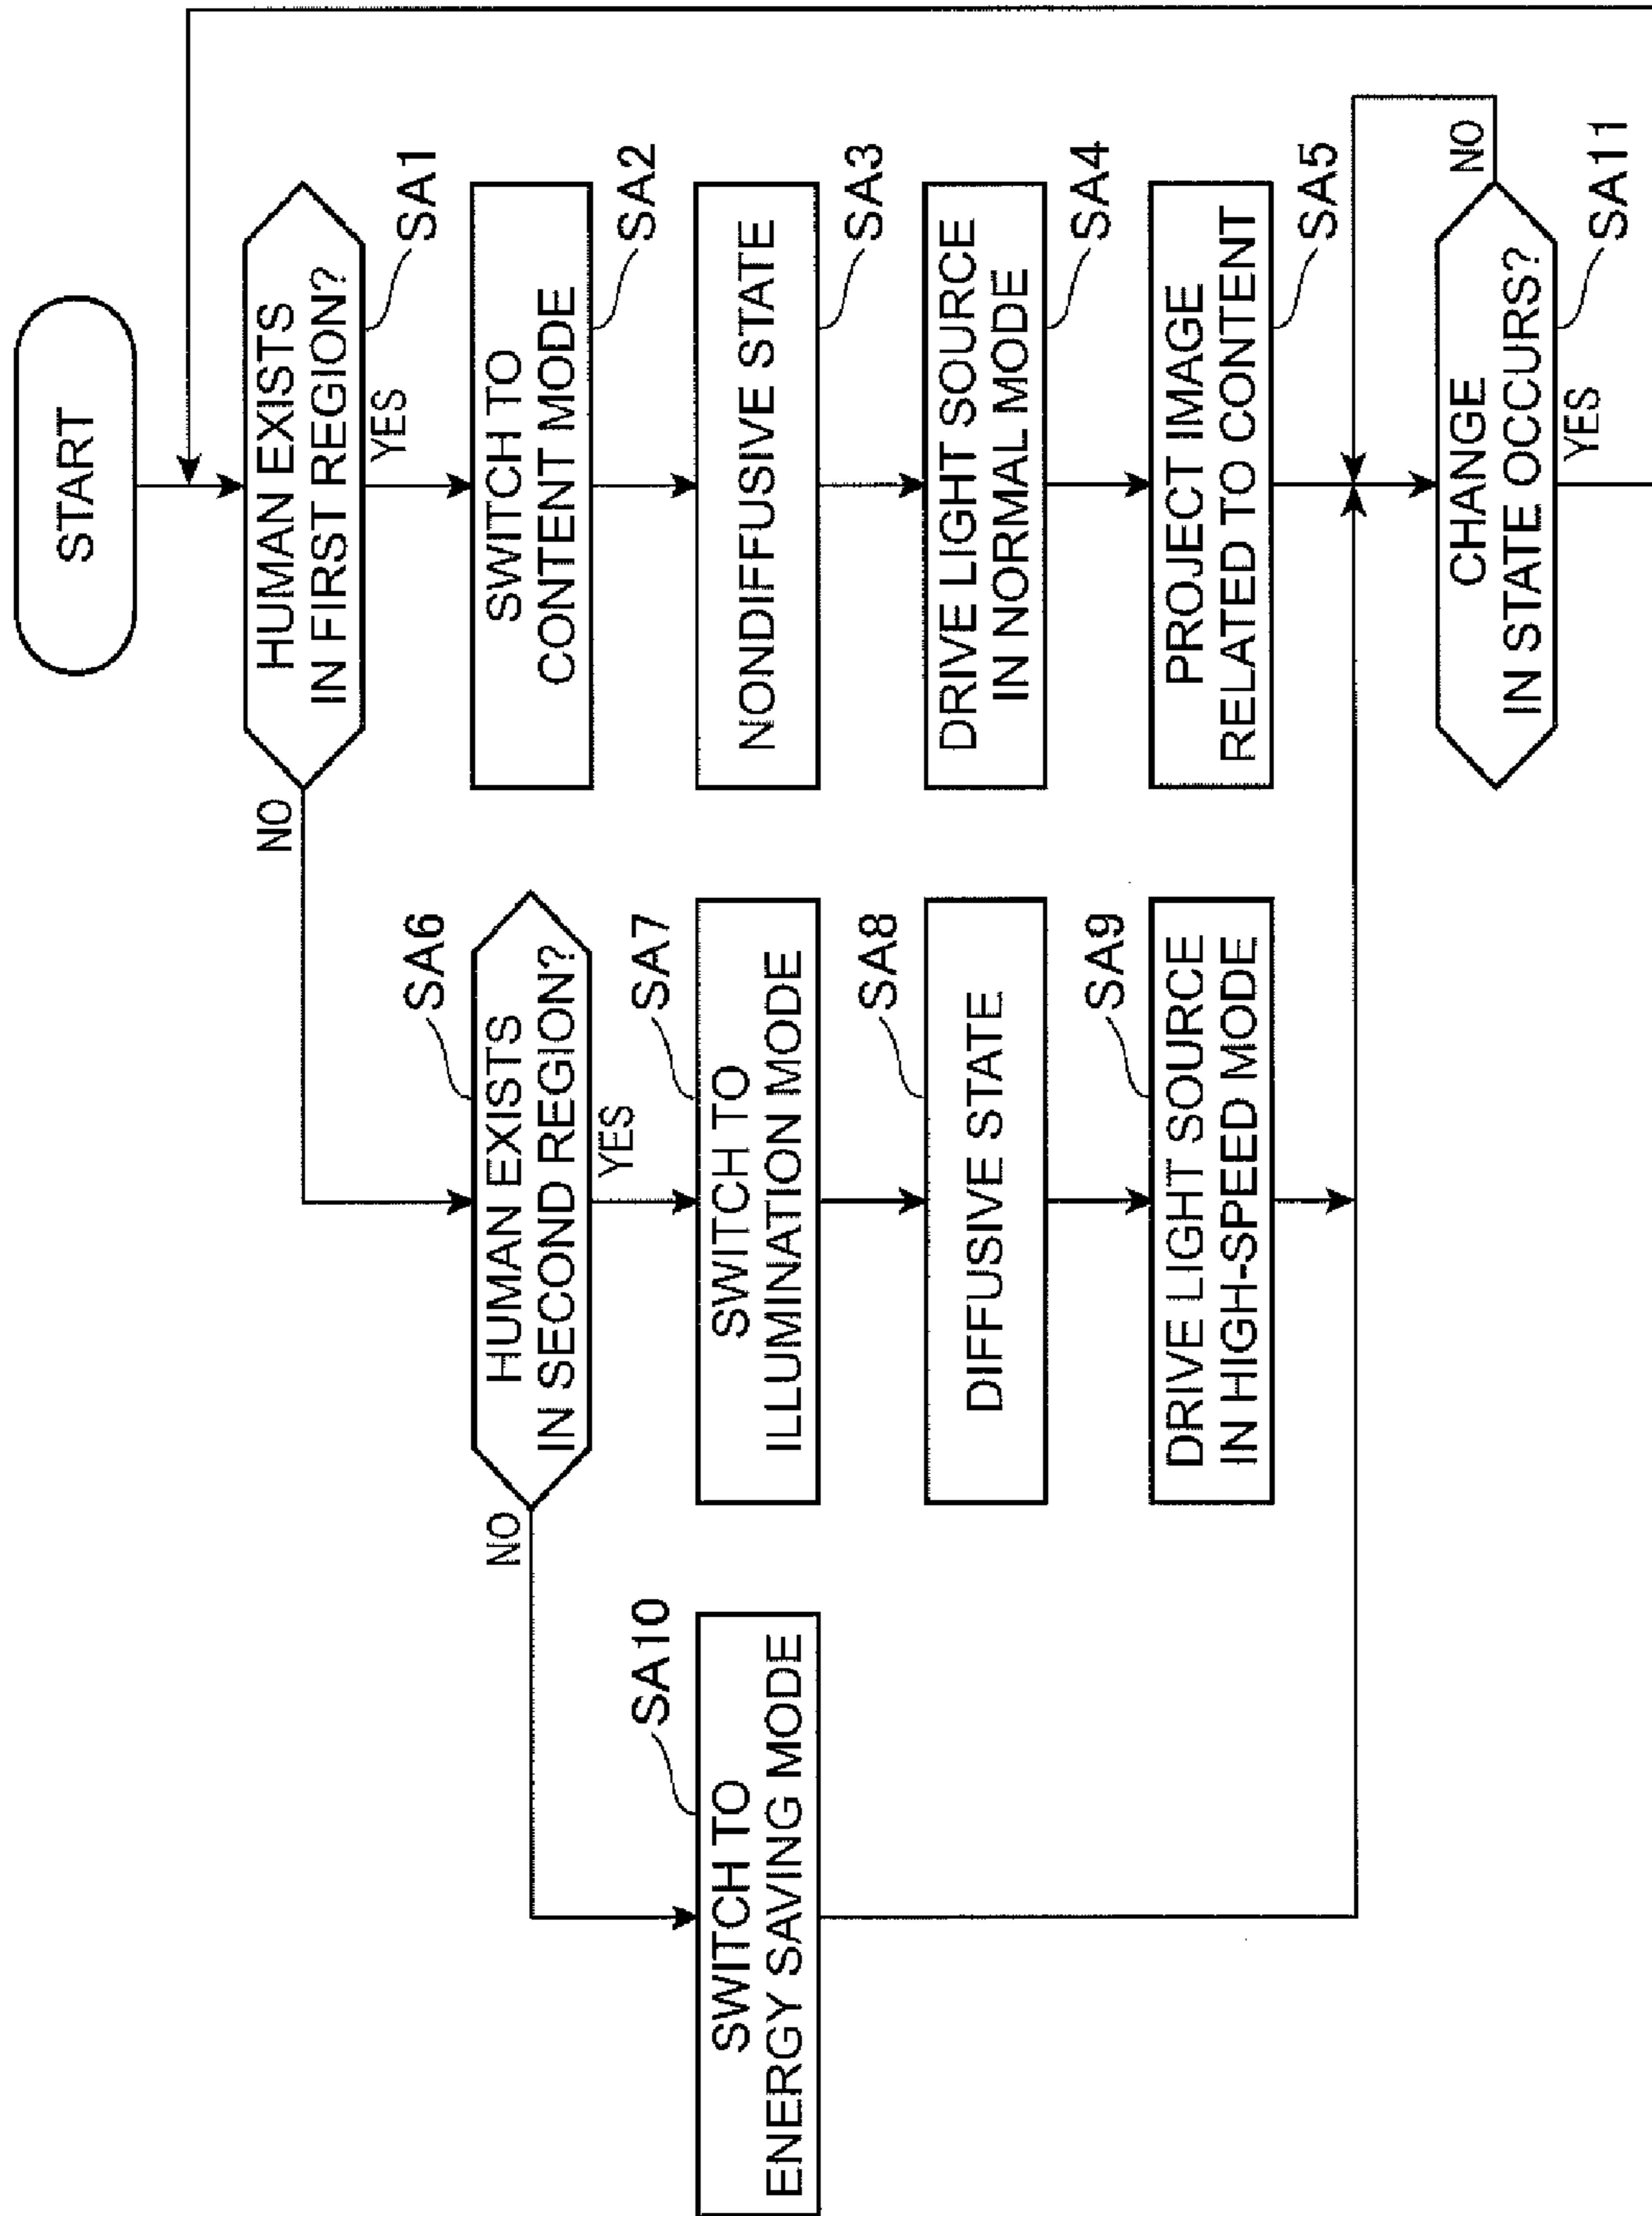 START
HUMAN EXISTS
IN FIRST REGION?
SA1
NO
YES
SWITCH TO
CONTENT MODE
SA2
NONDIFFUSIVE STATE
SA3
DRIVE LIGHT SOURCE
IN NORMAL MODE
SA4
PROJECT IMAGE
RELATED TO CONTENT
SA5
HUMAN EXISTS
IN SECOND REGION?
SA6
NO
YES
SWITCH TO
ILLUMINATION MODE
SA7
DIFFUSIVE STATE
SA8
DRIVE LIGHT SOURCE
IN HIGH-SPEED MODE
SA9
SWITCH TO
ENERGY SAVING MODE
SA10
CHANGE
IN STATE OCCURS?
SA11
NO
YES